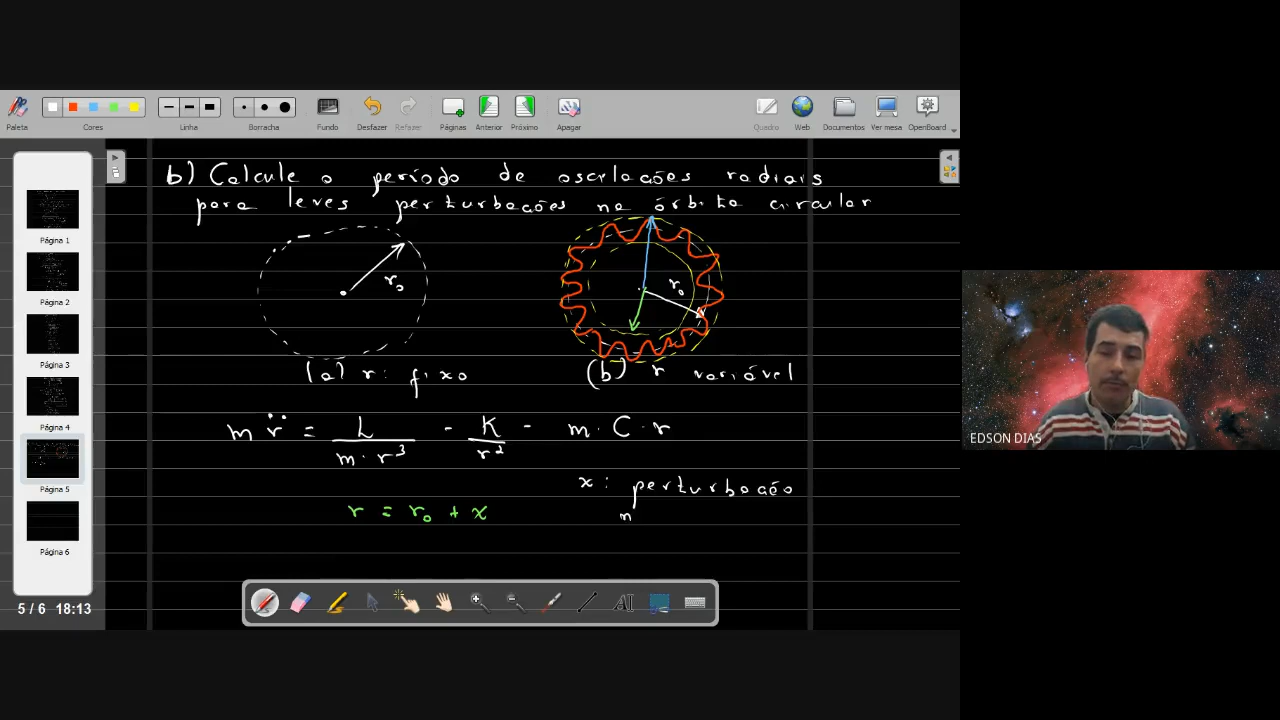 Paleta
Cores
Linha
Borracha
Fundo
Desfazer
Refazer
Páginas
Anterior
Próximo
Apagar
Quadro
Web
Documentos
Ver mesa
OpenBoard
Página 1
Página 2
Página 3
Página 4
Página 5
Página 6
5 / 6 18:13
b) Calcule o período de oscilações radiais
para leves perturbações na órbita circular
r₀
r₀
(a) r: fixo
(b) r variável
m r̈ = L / (m · r³) - K / r² - m · C · r
x: perturbação
m
r = r₀ + x
AI
EDSON DIAS